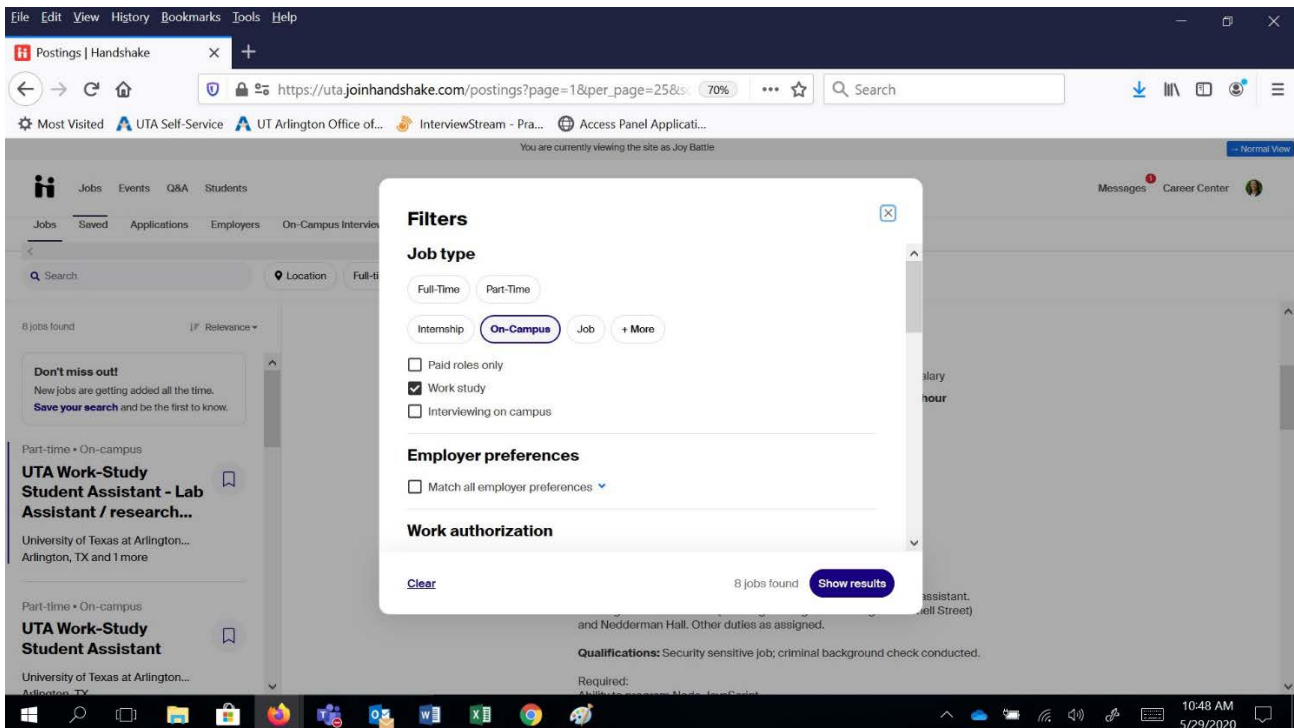 File Edit View History Bookmarks Tools Help
Postings | Handshake
https://uta.joinhandshake.com/postings?page=1&per_page=25& 70% Search
Most Visited UTA Self-Service UT Arlington Office of... InterviewStream - Pra... Access Panel Applicati...
You are currently viewing the site as Joy Battle
→ Normal View
Jobs Events Q&A Students
Messages Career Center
Jobs Saved Applications Employers On-Campus Interview
Search
Location
Full-ti
8 jobs found
Relevance
Don't miss out!
New jobs are getting added all the time.
Save your search and be the first to know.
Part-time • On-campus
UTA Work-Study
Student Assistant - Lab
Assistant / research...
University of Texas at Arlington...
Arlington, TX and 1 more
Part-time • On-campus
UTA Work-Study
Student Assistant
University of Texas at Arlington...
Arlington, TX
Filters
Job type
Full-Time Part-Time
Internship On-Campus Job + More
Paid roles only
Work study
Interviewing on campus
Employer preferences
Match all employer preferences
Work authorization
Clear
8 jobs found
Show results
alary
hour
assistant.
ell Street)
and Nedderman Hall. Other duties as assigned.
Qualifications: Security sensitive job; criminal background check conducted.
Required:
10:48 AM
5/29/2020